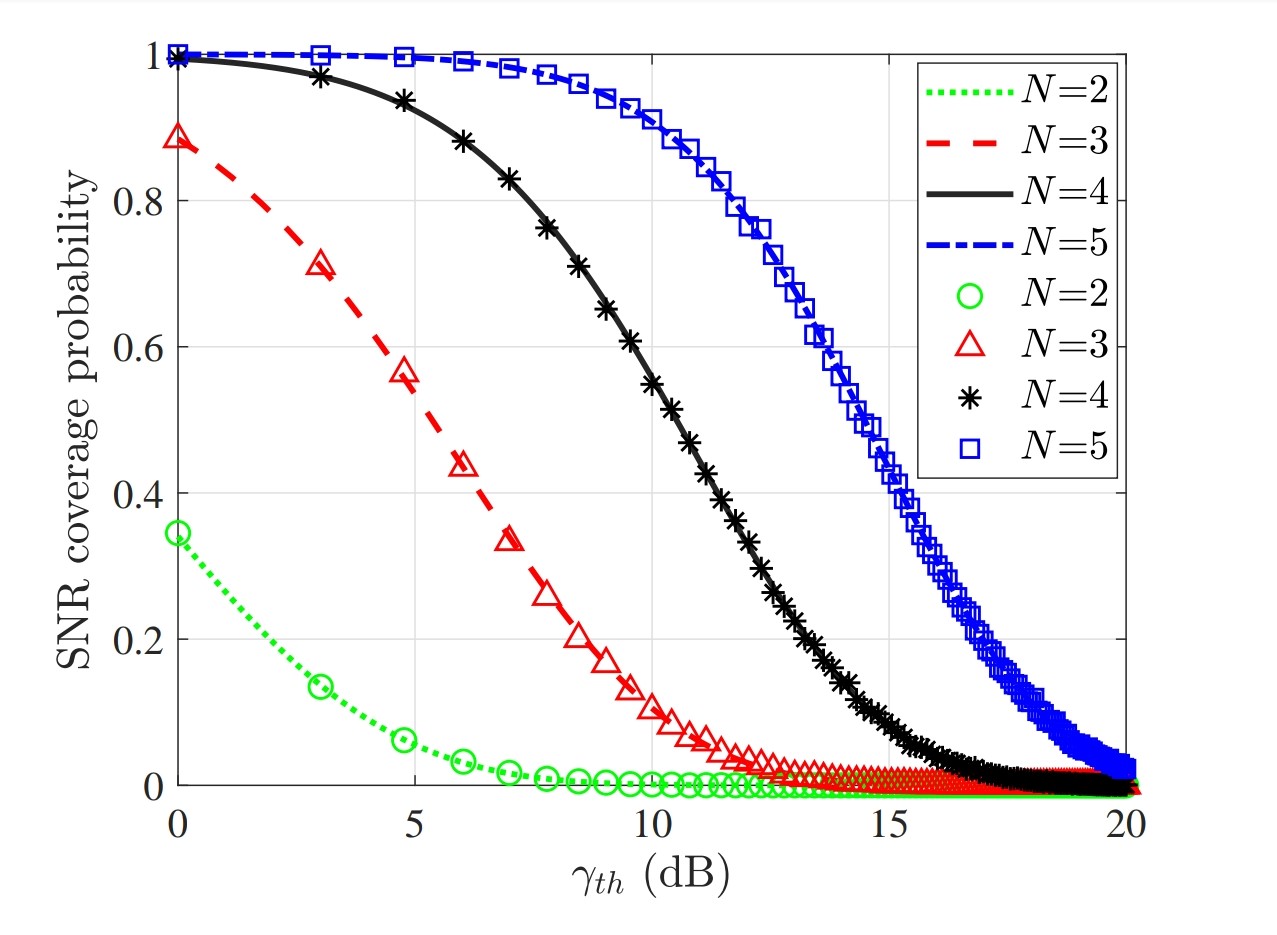 1
0.8
0.6
0.4
0.2
0
0
5
10
15
20
SNR coverage probability
γ_th (dB)
N=2
N=3
N=4
N=5
N=2
N=3
N=4
N=5